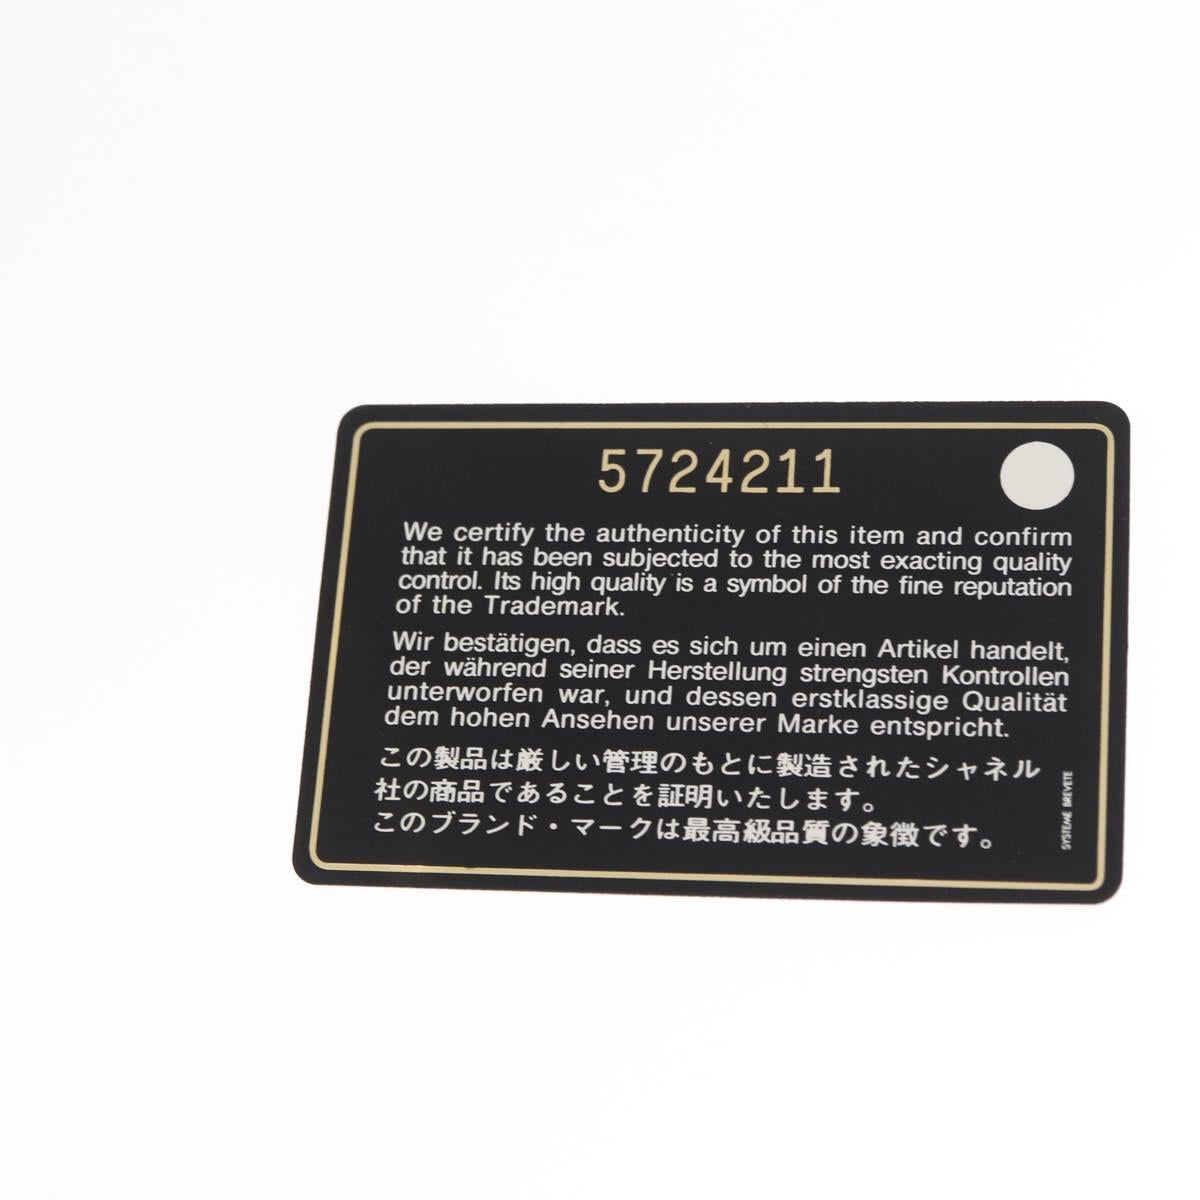 5724211
We certify the authenticity of this item and confirm
that it has been subjected to the most exacting quality
control. Its high quality is a symbol of the fine reputation
of the Trademark.
Wir bestätigen, dass es sich um einen Artikel handelt,
der während seiner Herstellung strengsten Kontrollen
unterworfen war, und dessen erstklassige Qualität
dem hohen Ansehen unserer Marke entspricht.
この製品は厳しい管理のもとに製造されたシャネル
社の商品であることを証明いたします。
このブランド・マークは最高級品質の象徴です。
SYSTEME BREVETE